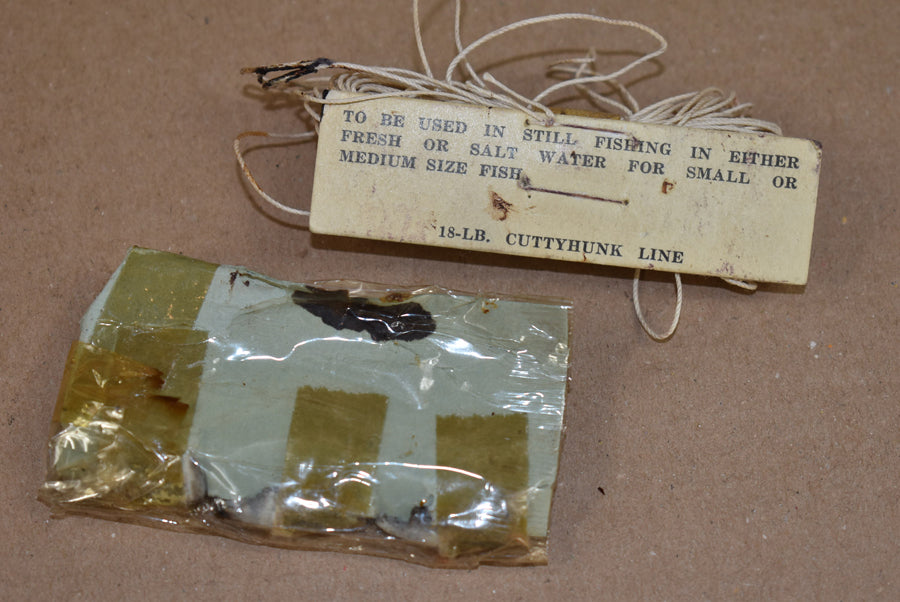 TO BE USED IN STILL FISHING IN EITHER
FRESH OR SALT WATER FOR SMALL OR
MEDIUM SIZE FISH
18-LB. CUTTYHUNK LINE